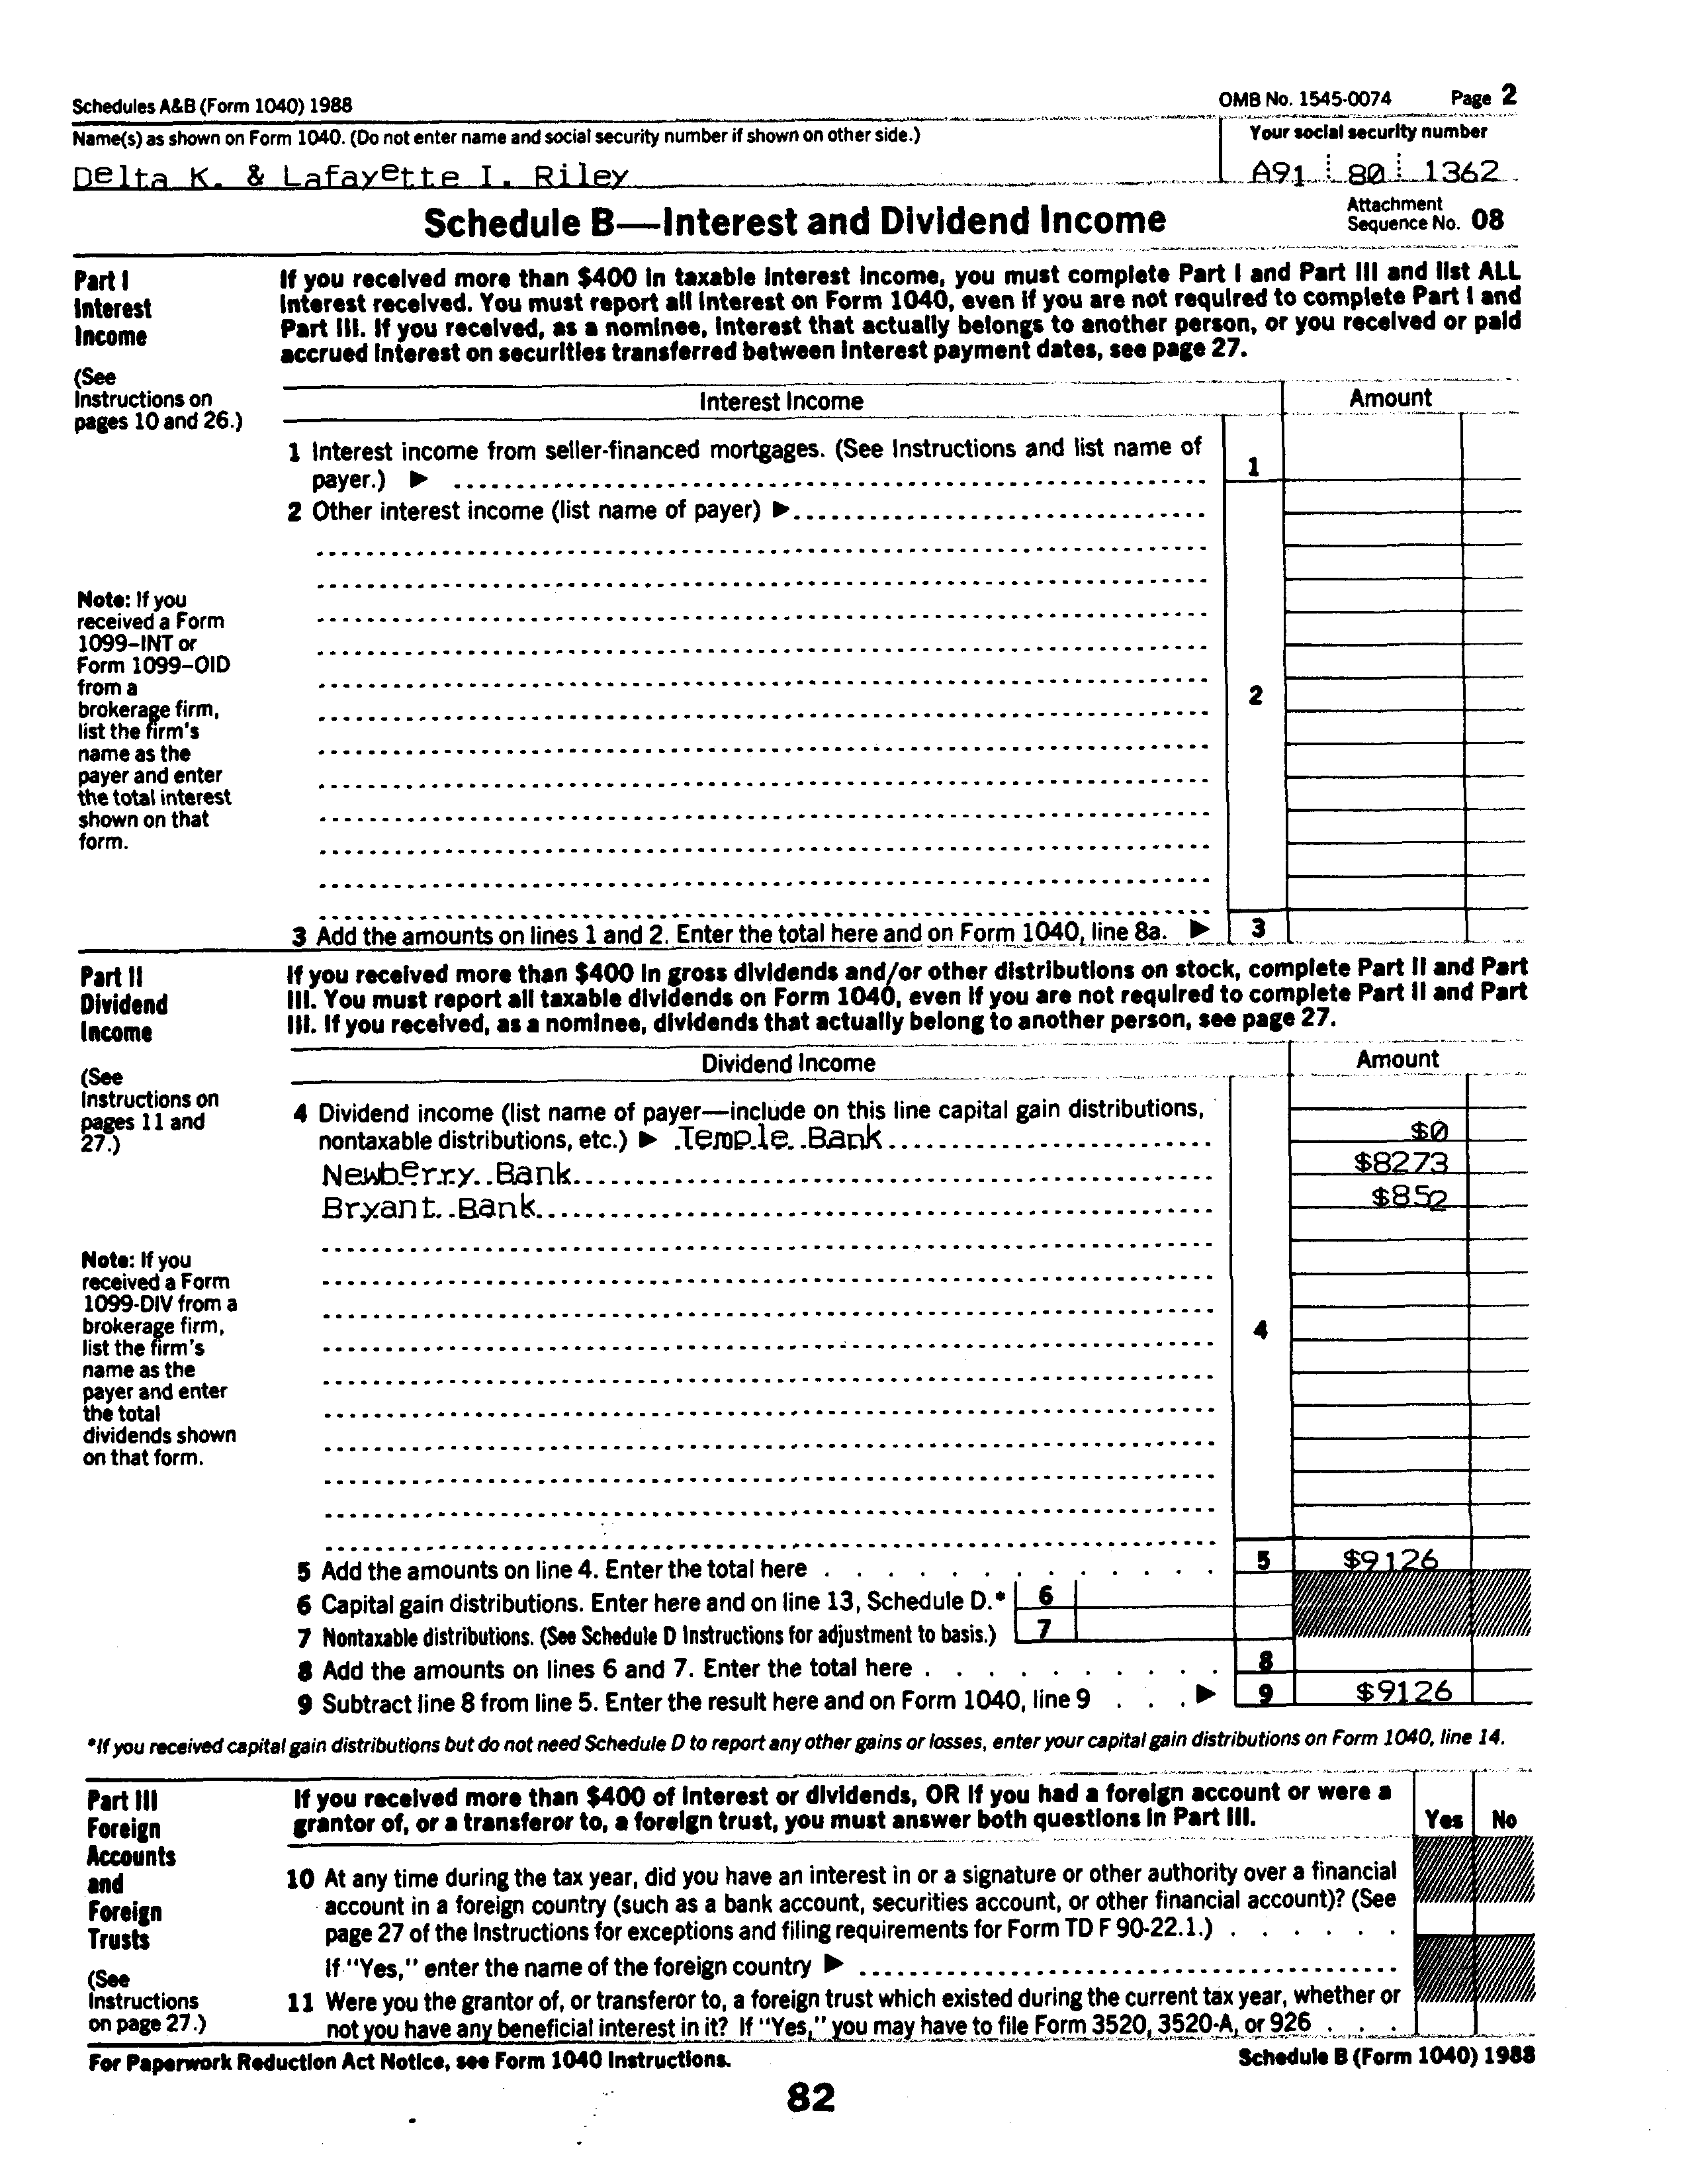 Schedules A&B (Form 1040) 1988
OMB No. 1545-0074 Page 2
Name(s) as shown on Form 1040. (Do not enter name and social security number if shown on other side.)
Your social security number
Delta K. & Lafayette I. Riley
A91 80 1362
Schedule B—Interest and Dividend Income
Attachment
Sequence No. 08
Part I
Interest
Income
(See
Instructions on
pages 10 and 26.)
If you received more than $400 in taxable interest income, you must complete Part I and Part III and list ALL
interest received. You must report all interest on Form 1040, even if you are not required to complete Part I and
Part III. If you received, as a nominee, interest that actually belongs to another person, or you received or paid
accrued interest on securities transferred between interest payment dates, see page 27.
Interest Income
Amount
1 Interest income from seller-financed mortgages. (See Instructions and list name of
payer.) ▶
1
2 Other interest income (list name of payer) ▶
Note: If you
received a Form
1099–INT or
Form 1099–OID
from a
brokerage firm,
list the firm's
name as the
payer and enter
the total interest
shown on that
form.
2
3 Add the amounts on lines 1 and 2. Enter the total here and on Form 1040, line 8a. ▶ 3
Part II
Dividend
Income
(See
Instructions on
pages 11 and
27.)
If you received more than $400 in gross dividends and/or other distributions on stock, complete Part II and Part
III. You must report all taxable dividends on Form 1040, even if you are not required to complete Part II and Part
III. If you received, as a nominee, dividends that actually belong to another person, see page 27.
Dividend Income
Amount
4 Dividend income (list name of payer—include on this line capital gain distributions,
nontaxable distributions, etc.) ▶ Temple Bank $0
Newberry Bank $8273
Bryant Bank $852
Note: If you
received a Form
1099-DIV from a
brokerage firm,
list the firm's
name as the
payer and enter
the total
dividends shown
on that form.
4
5 Add the amounts on line 4. Enter the total here 5 $9126
6 Capital gain distributions. Enter here and on line 13, Schedule D.* 6
7 Nontaxable distributions. (See Schedule D Instructions for adjustment to basis.) 7
8 Add the amounts on lines 6 and 7. Enter the total here 8
9 Subtract line 8 from line 5. Enter the result here and on Form 1040, line 9 ▶ 9 $9126
*If you received capital gain distributions but do not need Schedule D to report any other gains or losses, enter your capital gain distributions on Form 1040, line 14.
Part III
Foreign
Accounts
and
Foreign
Trusts
(See
Instructions
on page 27.)
If you received more than $400 of interest or dividends, OR if you had a foreign account or were a
grantor of, or a transferor to, a foreign trust, you must answer both questions in Part III.
Yes No
10 At any time during the tax year, did you have an interest in or a signature or other authority over a financial
account in a foreign country (such as a bank account, securities account, or other financial account)? (See
page 27 of the Instructions for exceptions and filing requirements for Form TD F 90-22.1.)
If "Yes," enter the name of the foreign country ▶
11 Were you the grantor of, or transferor to, a foreign trust which existed during the current tax year, whether or
not you have any beneficial interest in it? If "Yes," you may have to file Form 3520, 3520-A, or 926
For Paperwork Reduction Act Notice, see Form 1040 Instructions.
Schedule B (Form 1040) 1988
82